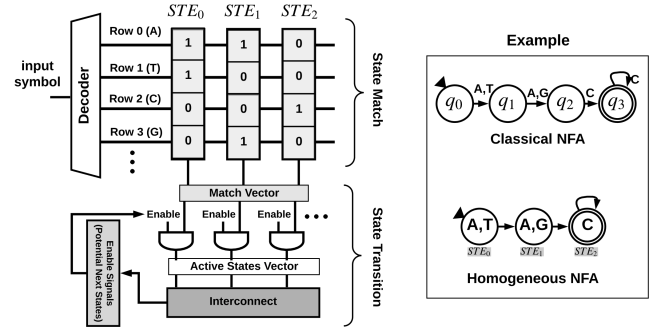 STE0 STE1 STE2
input symbol
Decoder
Row 0 (A) 1 1 0
Row 1 (T) 1 0 0
Row 2 (C) 0 0 1
Row 3 (G) 0 1 0
State Match
Match Vector
Enable Enable Enable
Active States Vector
Interconnect
Enable Signals
(Potential Next States)
State Transition
Example
q0 A,T q1 A,G q2 C q3 C
Classical NFA
A,T A,G C
STE0 STE1 STE2
Homogeneous NFA